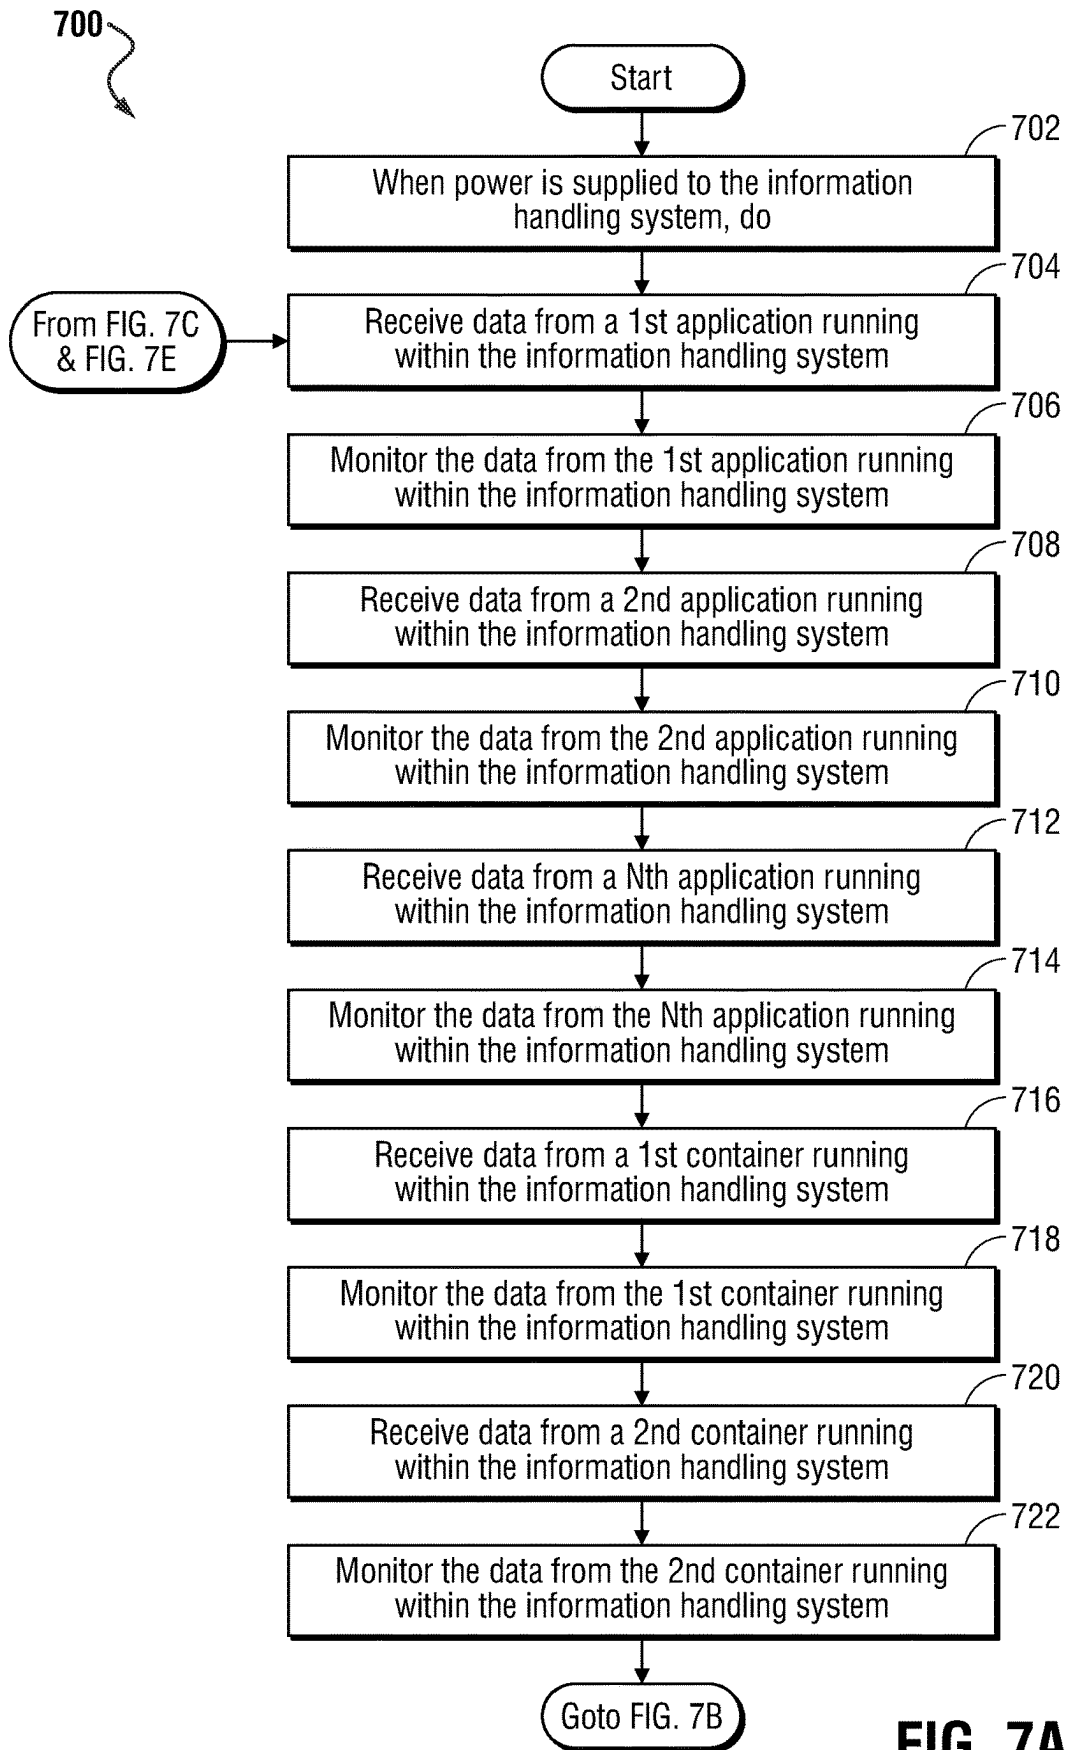 700
Start
702
When power is supplied to the information
handling system, do
704
From FIG. 7C
& FIG. 7E
Receive data from a 1st application running
within the information handling system
706
Monitor the data from the 1st application running
within the information handling system
708
Receive data from a 2nd application running
within the information handling system
710
Monitor the data from the 2nd application running
within the information handling system
712
Receive data from a Nth application running
within the information handling system
714
Monitor the data from the Nth application running
within the information handling system
716
Receive data from a 1st container running
within the information handling system
718
Monitor the data from the 1st container running
within the information handling system
720
Receive data from a 2nd container running
within the information handling system
722
Monitor the data from the 2nd container running
within the information handling system
Goto FIG. 7B
FIG. 7A